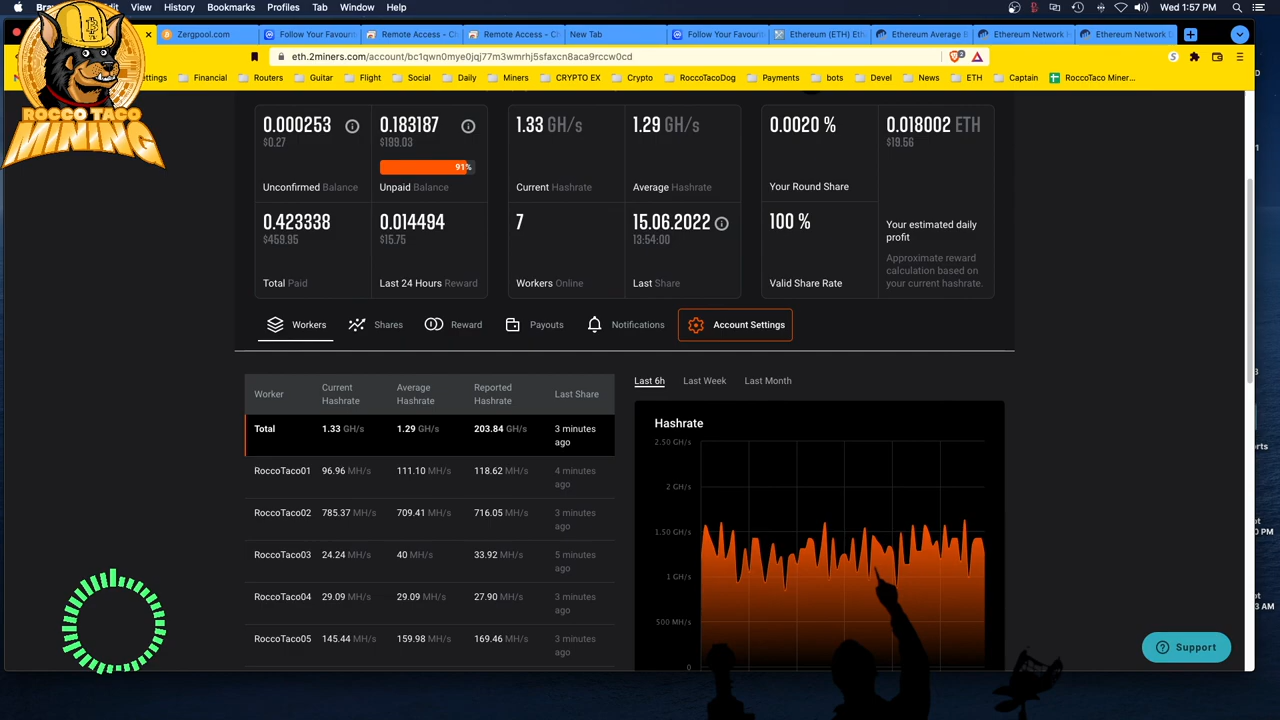 View History Bookmarks Profiles Tab Window Help
Wed 1:57 PM
Zergpool.com
Follow Your Favourit
Remote Access - Ch
Remote Access - Ch
New Tab
Follow Your Favourit
Ethereum (ETH) Eth
Ethereum Average B
Ethereum Network H
Ethereum Network D
eth.2miners.com/account/bc1qwn0mye0jqj77m3wmrhj5sfaxcn8aca9rccw0cd
ettings Financial Routers Guitar Flight Social Daily Miners CRYPTO EX Crypto RoccoTacoDog Payments bots Devel News ETH Captain RoccoTaco Miner...
ROCCO TACO
MINING
0.000253
$0.27
Unconfirmed Balance
0.183187
$199.03
91%
Unpaid Balance
1.33 GH/s
Current Hashrate
1.29 GH/s
Average Hashrate
0.0020 %
Your Round Share
0.018002 ETH
$19.56
0.423338
$459.95
Total Paid
0.014494
$15.75
Last 24 Hours Reward
7
Workers Online
15.06.2022
13:54:00
Last Share
100 %
Valid Share Rate
Your estimated daily
profit
Approximate reward
calculation based on
your current hashrate.
Workers Shares Reward Payouts Notifications Account Settings
Worker
Current
Hashrate
Average
Hashrate
Reported
Hashrate
Last Share
Total 1.33 GH/s 1.29 GH/s 203.84 GH/s 3 minutes
ago
RoccoTaco01 96.96 MH/s 111.10 MH/s 118.62 MH/s 4 minutes
ago
RoccoTaco02 785.37 MH/s 709.41 MH/s 716.05 MH/s 3 minutes
ago
RoccoTaco03 24.24 MH/s 40 MH/s 33.92 MH/s 5 minutes
ago
RoccoTaco04 29.09 MH/s 29.09 MH/s 27.90 MH/s 3 minutes
ago
RoccoTaco05 145.44 MH/s 159.98 MH/s 169.46 MH/s 3 minutes
ago
Last 6h Last Week Last Month
Hashrate
2.50 GH/s
2 GH/s
1.50 GH/s
1 GH/s
500 MH/s
0
Support